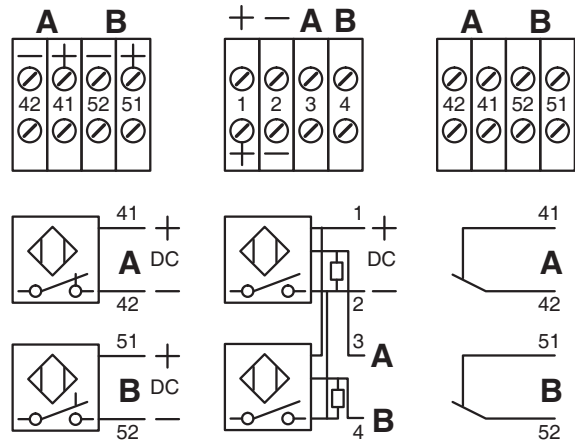 A B + − A B A B
− + − +
42 41 52 51 1 2 3 4 42 41 52 51
+ −
41 + 1 + 41
A DC DC A
42 − 2 − 42
3 A
51 + 51
B DC B
52 − 4 B 52